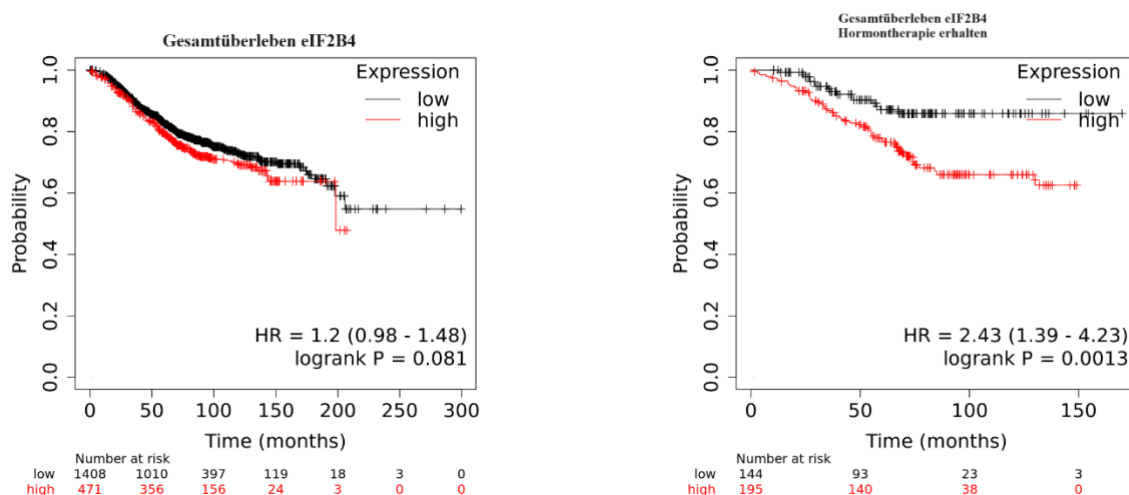 Gesamtüberleben eIF2B4
Expression
low
high
Probability
1.0
0.8
0.6
0.4
0.2
0.0
HR = 1.2 (0.98 - 1.48)
logrank P = 0.081
0 50 100 150 200 250 300
Time (months)
Number at risk
low 1408 1010 397 119 18 3 0
high 471 356 156 24 3 0 0
Gesamtüberleben eIF2B4
Hormontherapie erhalten
Expression
low
high
Probability
1.0
0.8
0.6
0.4
0.2
0.0
HR = 2.43 (1.39 - 4.23)
logrank P = 0.0013
0 50 100 150
Time (months)
Number at risk
low 144 93 23 3
high 195 140 38 0